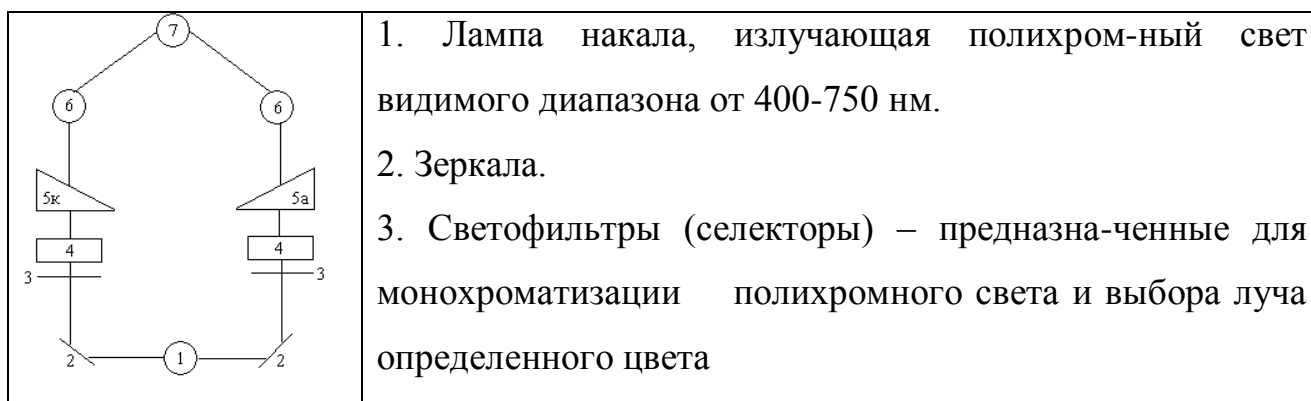 7
1. Лампа накала, излучающая полихром-ный свет
6 6
видимого диапазона от 400-750 нм.
2. Зеркала.
5к 5а
3. Светофильтры (селекторы) – предназна-ченные для
4 4
3 3
монохроматизации полихромного света и выбора луча
2 1 2
определенного цвета